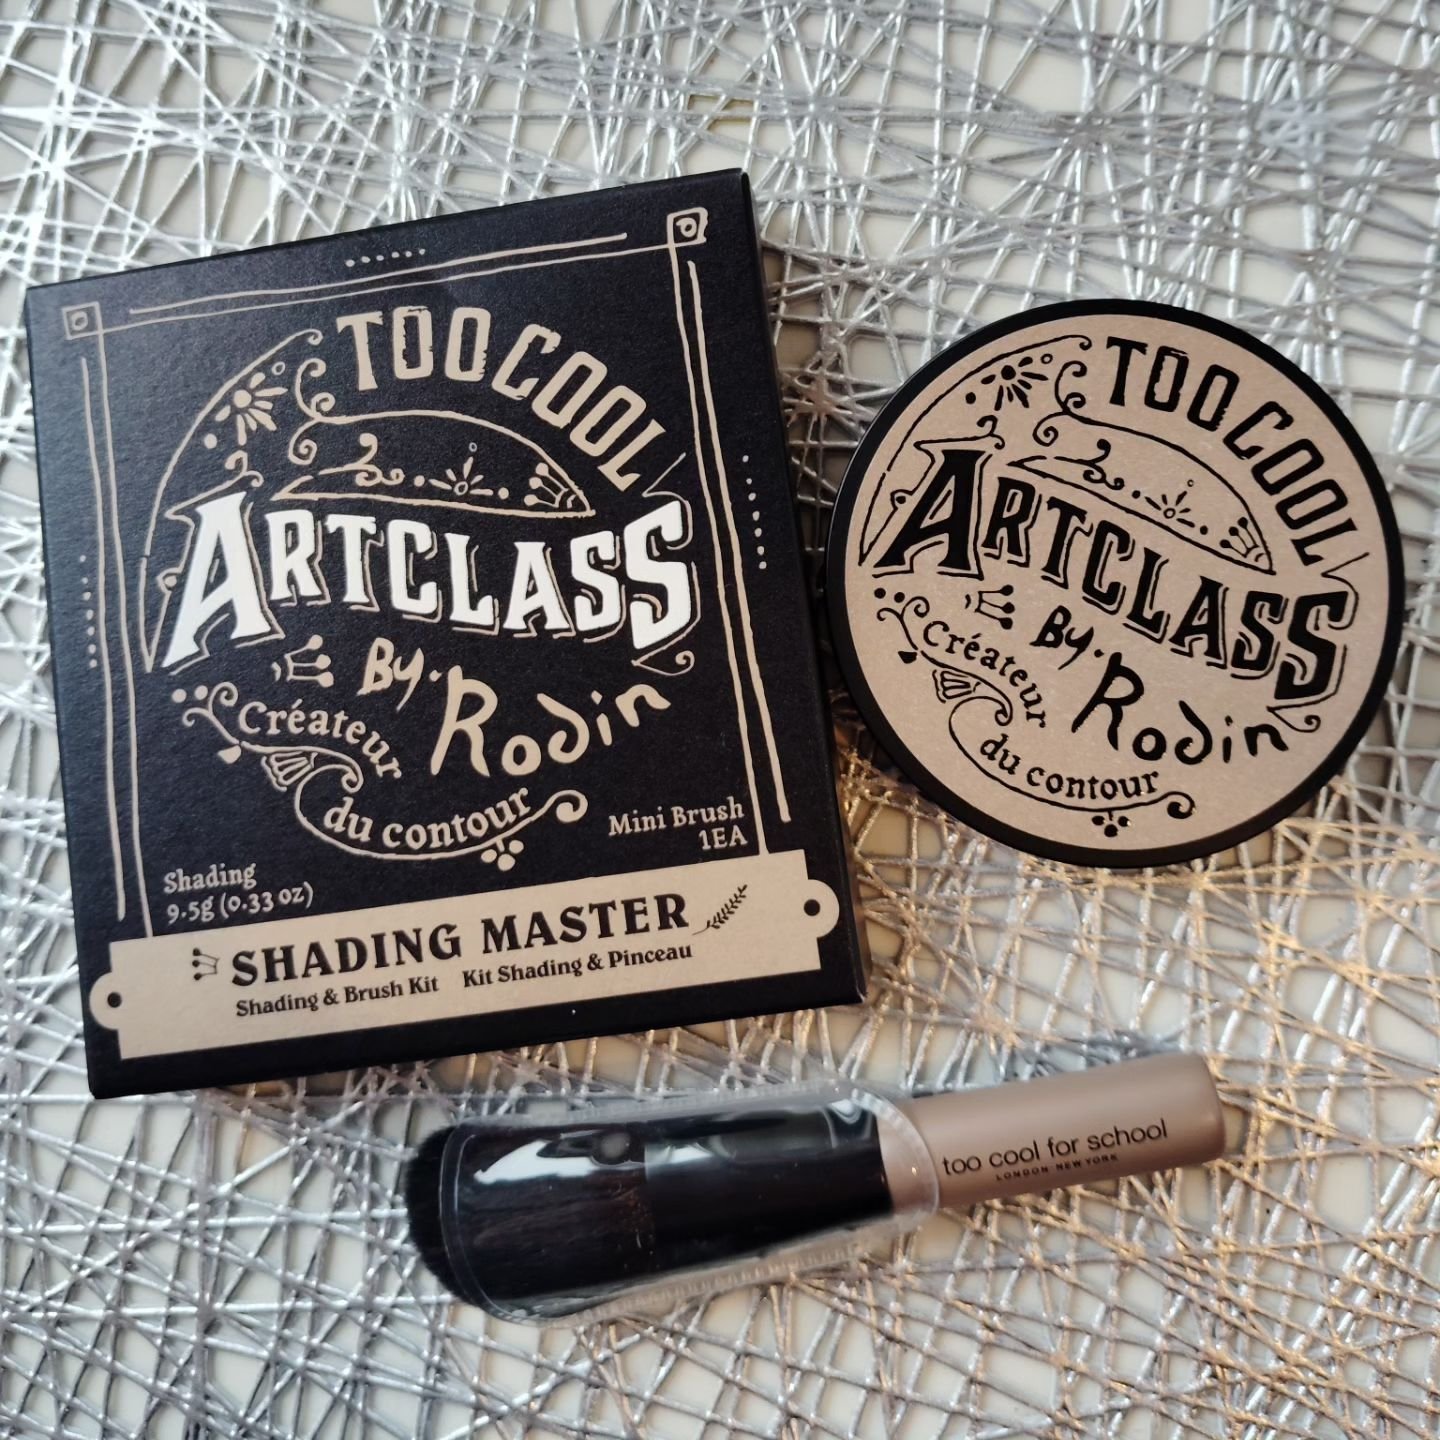 TOO COOL
ARTCLASS
By. Rodin
Créateur
du contour
Mini Brush
1EA
Shading
9.5g (0.33 oz)
SHADING MASTER
Shading & Brush Kit Kit Shading & Pinceau
TOO COOL
ARTCLASS
By. Rodin
Créateur
du contour
too cool for school
LONDON NEW YORK